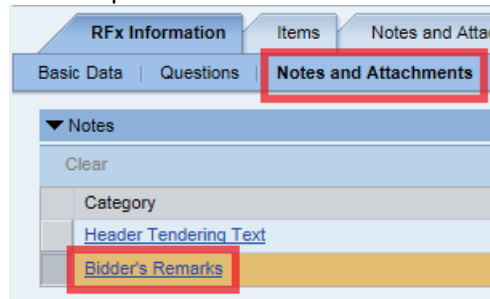 RFx Information Items Notes and Atta
Basic Data | Questions | Notes and Attachments
Notes
Clear
Category
Header Tendering Text
Bidder's Remarks